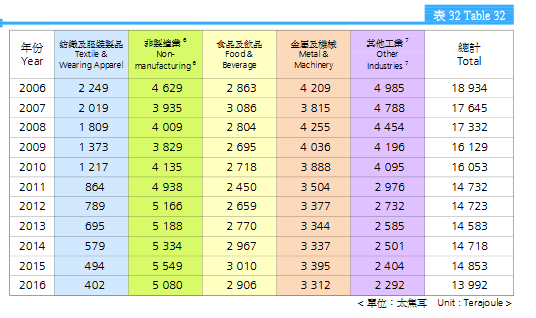 表 32 Table 32
年份 Year 紡織及服裝製品 Textile & Wearing Apparel 非製造業 6 Non-manufacturing 6 食品及飲品 Food & Beverage 金屬及機械 Metal & Machinery 其他工業 7 Other Industries 7 總計 Total
2006 2 249 4 629 2 863 4 209 4 985 18 934
2007 2 019 3 935 3 086 3 815 4 788 17 645
2008 1 809 4 009 2 804 4 255 4 454 17 332
2009 1 373 3 829 2 695 4 036 4 196 16 129
2010 1 217 4 135 2 718 3 888 4 095 16 053
2011 864 4 938 2 450 3 504 2 976 14 732
2012 789 5 166 2 659 3 377 2 732 14 723
2013 695 5 188 2 770 3 344 2 585 14 583
2014 579 5 334 2 967 3 337 2 501 14 718
2015 494 5 549 3 010 3 395 2 404 14 853
2016 402 5 080 2 906 3 312 2 292 13 992
< 單位：太焦耳 Unit : Terajoule >